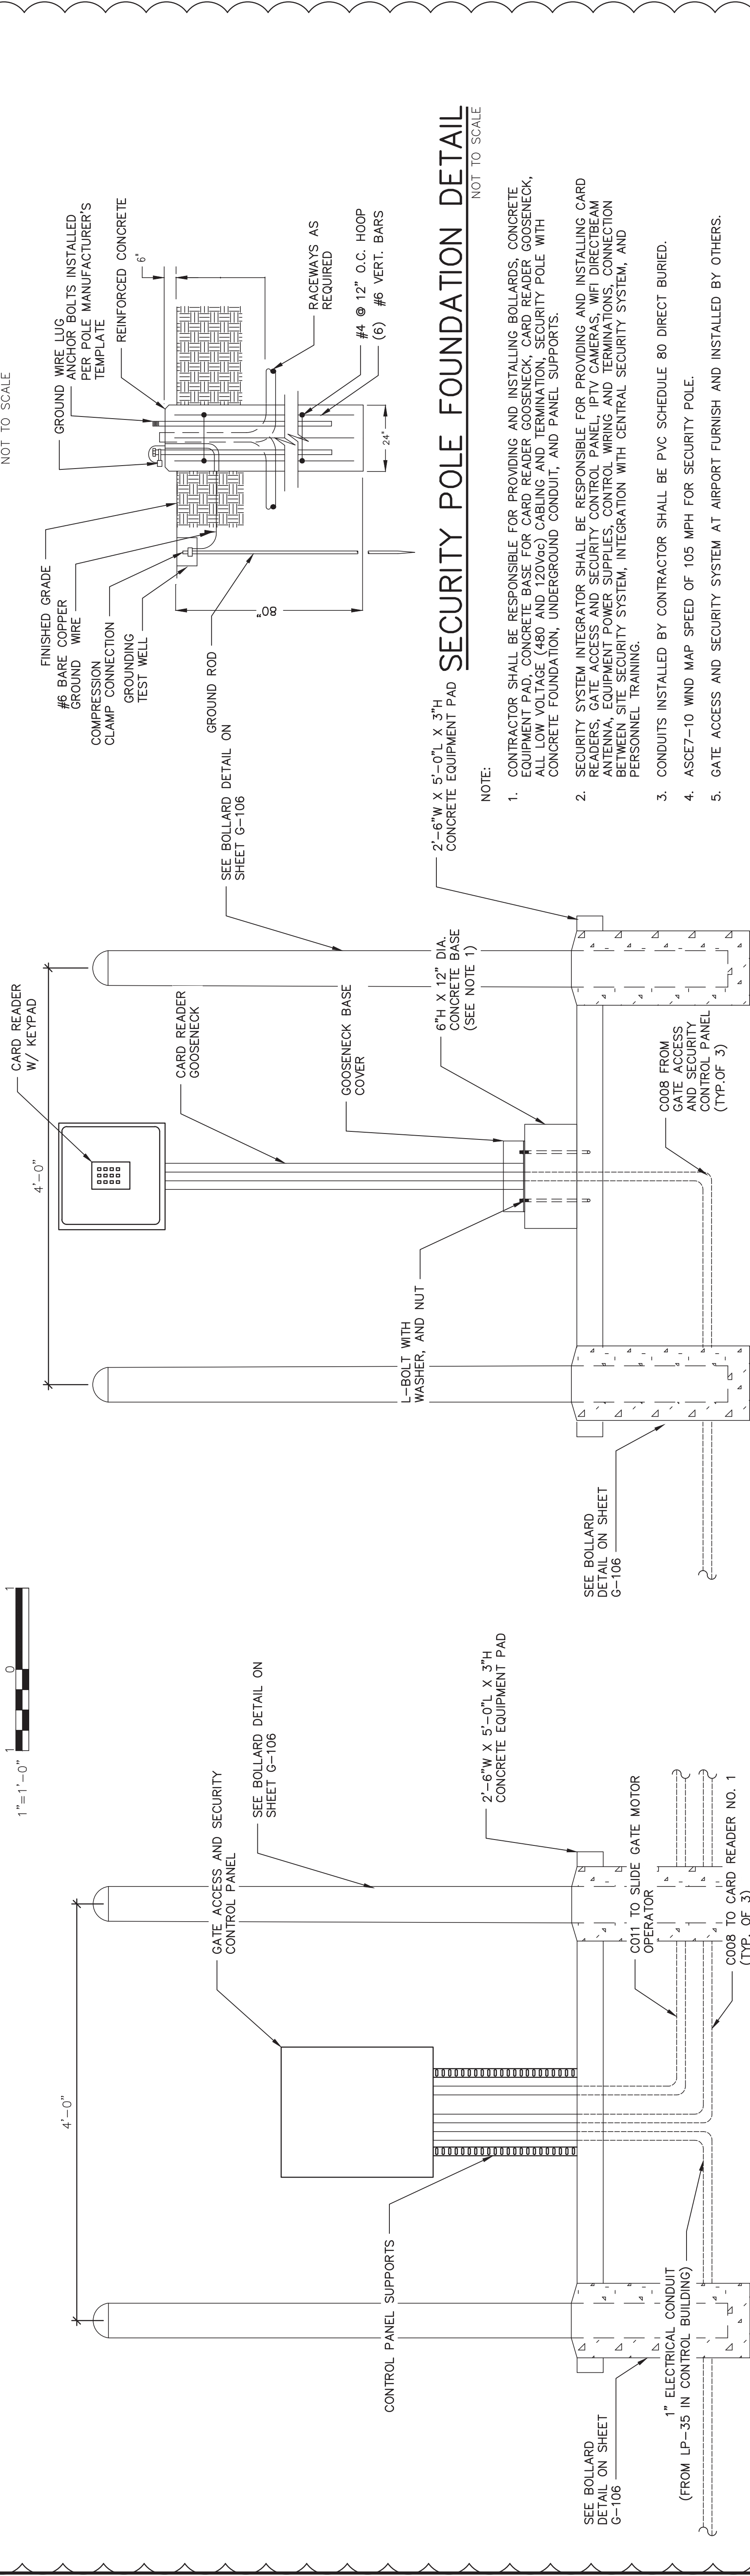 1"=1'-0"
1
0
1
4'-0"
GATE ACCESS AND SECURITY
CONTROL PANEL
SEE BOLLARD DETAIL ON
SHEET G-106
CONTROL PANEL SUPPORTS
2'-6"W X 5'-0"L X 3"H
CONCRETE EQUIPMENT PAD
SEE BOLLARD
DETAIL ON SHEET
G-106
1" ELECTRICAL CONDUIT
(FROM LP-35 IN CONTROL BUILDING)
C011 TO SLIDE GATE MOTOR
OPERATOR
C008 TO CARD READER NO. 1
(TYP. OF 3)
4'-0"
CARD READER
W/ KEYPAD
CARD READER
GOOSENECK
SEE BOLLARD DETAIL ON
SHEET G-106
GOOSENECK BASE
COVER
L-BOLT WITH
WASHER, AND NUT
6"H X 12" DIA.
CONCRETE BASE
(SEE NOTE 1)
2'-6"W X 5'-0"L X 3"H
CONCRETE EQUIPMENT PAD
SEE BOLLARD
DETAIL ON SHEET
G-106
C008 FROM
GATE ACCESS
AND SECURITY
CONTROL PANEL
(TYP.OF 3)
NOT TO SCALE
FINISHED GRADE
#6 BARE COPPER
GROUND WIRE
COMPRESSION
CLAMP CONNECTION
GROUNDING
TEST WELL
GROUND ROD
GROUND WIRE LUG
ANCHOR BOLTS INSTALLED
PER POLE MANUFACTURER'S
TEMPLATE
REINFORCED CONCRETE
6"
80"
24"
RACEWAYS AS
REQUIRED
#4 @ 12" O.C. HOOP
(6) #6 VERT. BARS
SECURITY POLE FOUNDATION DETAIL
NOT TO SCALE
NOTE:
1. CONTRACTOR SHALL BE RESPONSIBLE FOR PROVIDING AND INSTALLING BOLLARDS, CONCRETE
EQUIPMENT PAD, CONCRETE BASE FOR CARD READER GOOSENECK, CARD READER GOOSENECK,
ALL LOW VOLTAGE (480 AND 120Vac) CABLING AND TERMINATION, SECURITY POLE WITH
CONCRETE FOUNDATION, UNDERGROUND CONDUIT, AND PANEL SUPPORTS.
2. SECURITY SYSTEM INTEGRATOR SHALL BE RESPONSIBLE FOR PROVIDING AND INSTALLING CARD
READERS, GATE ACCESS AND SECURITY CONTROL PANEL, IPTV CAMERAS, WIFI DIRECTBEAM
ANTENNA, EQUIPMENT POWER SUPPLIES, CONTROL WIRING AND TERMINATIONS, CONNECTION
BETWEEN SITE SECURITY SYSTEM, INTEGRATION WITH CENTRAL SECURITY SYSTEM, AND
PERSONNEL TRAINING.
3. CONDUITS INSTALLED BY CONTRACTOR SHALL BE PVC SCHEDULE 80 DIRECT BURIED.
4. ASCE7-10 WIND MAP SPEED OF 105 MPH FOR SECURITY POLE.
5. GATE ACCESS AND SECURITY SYSTEM AT AIRPORT FURNISH AND INSTALLED BY OTHERS.